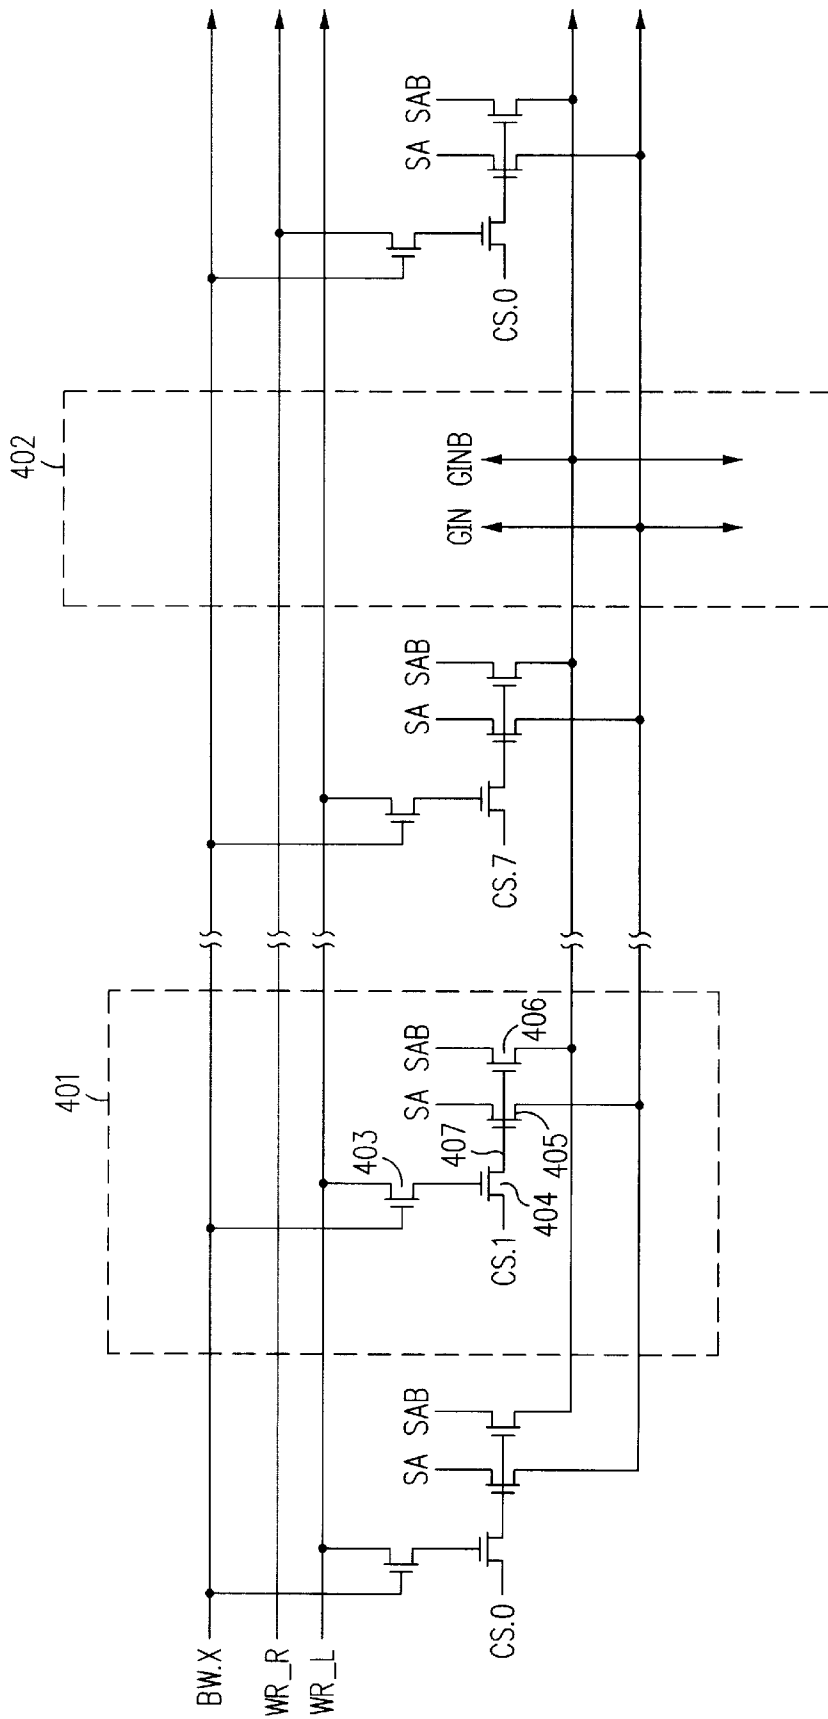 BW.X
WR_R
WR_L
CS.0
SA SAB
401
403
407
CS.1
404
405
406
SA SAB
CS.7
SA SAB
402
GIN GINB
CS.0
SA SAB